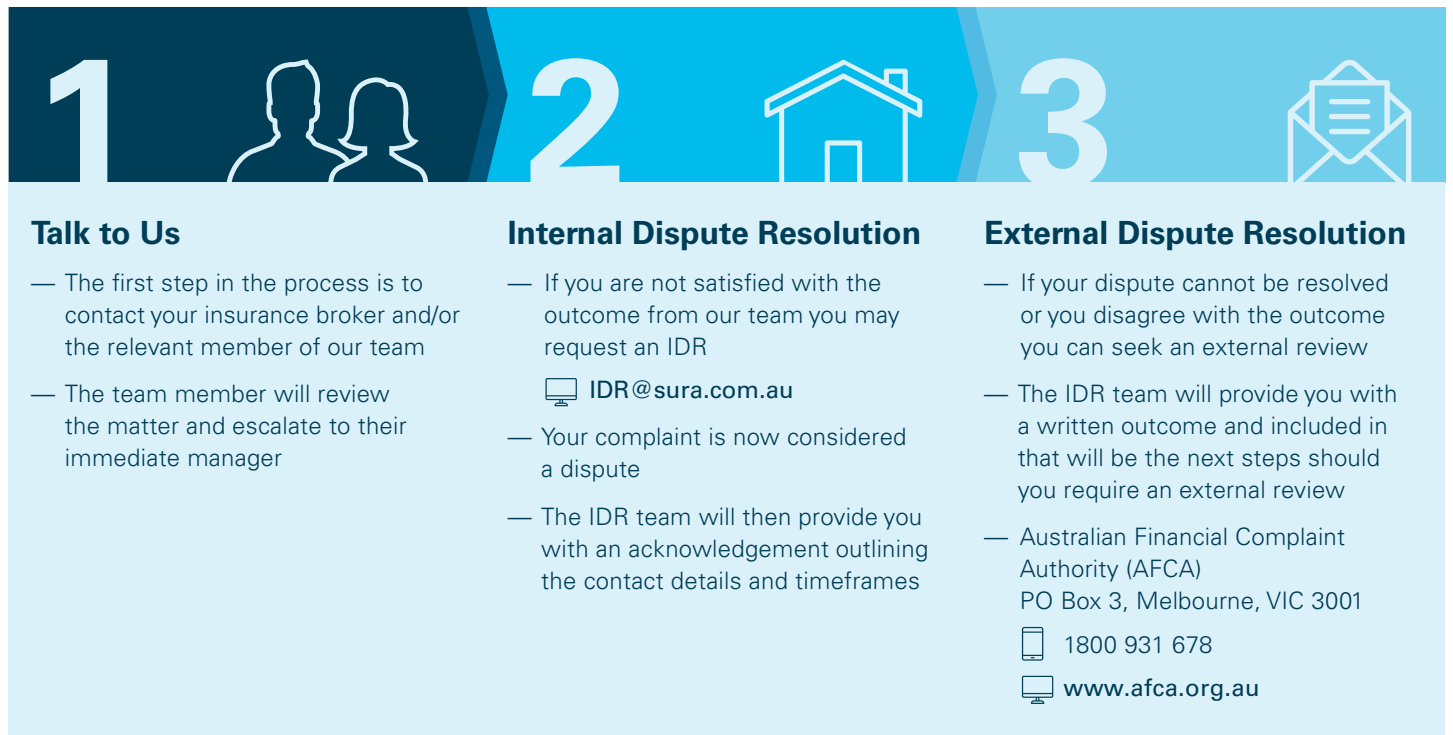 1
2
3
Talk to Us
— The first step in the process is to
contact your insurance broker and/or
the relevant member of our team
— The team member will review
the matter and escalate to their
immediate manager
Internal Dispute Resolution
— If you are not satisfied with the
outcome from our team you may
request an IDR
IDR@sura.com.au
— Your complaint is now considered
a dispute
— The IDR team will then provide you
with an acknowledgement outlining
the contact details and timeframes
External Dispute Resolution
— If your dispute cannot be resolved
or you disagree with the outcome
you can seek an external review
— The IDR team will provide you with
a written outcome and included in
that will be the next steps should
you require an external review
— Australian Financial Complaint
Authority (AFCA)
PO Box 3, Melbourne, VIC 3001
1800 931 678
www.afca.org.au